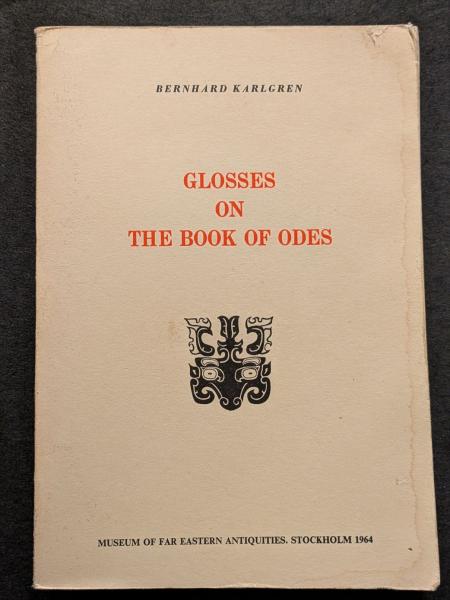 BERNHARD KARLGREN
GLOSSES
ON
THE BOOK OF ODES
MUSEUM OF FAR EASTERN ANTIQUITIES. STOCKHOLM 1964